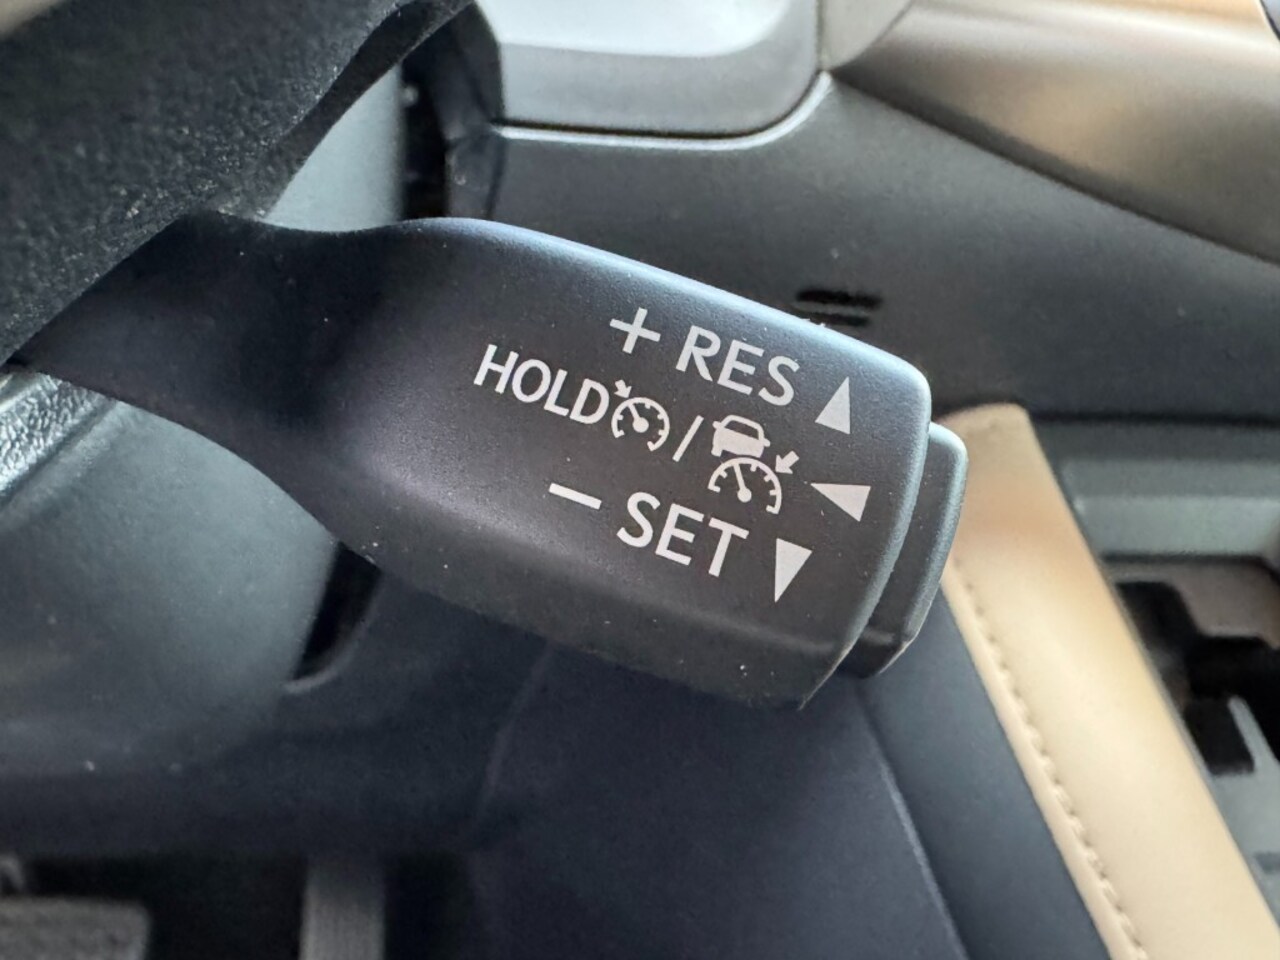 + RES
HOLD /
− SET